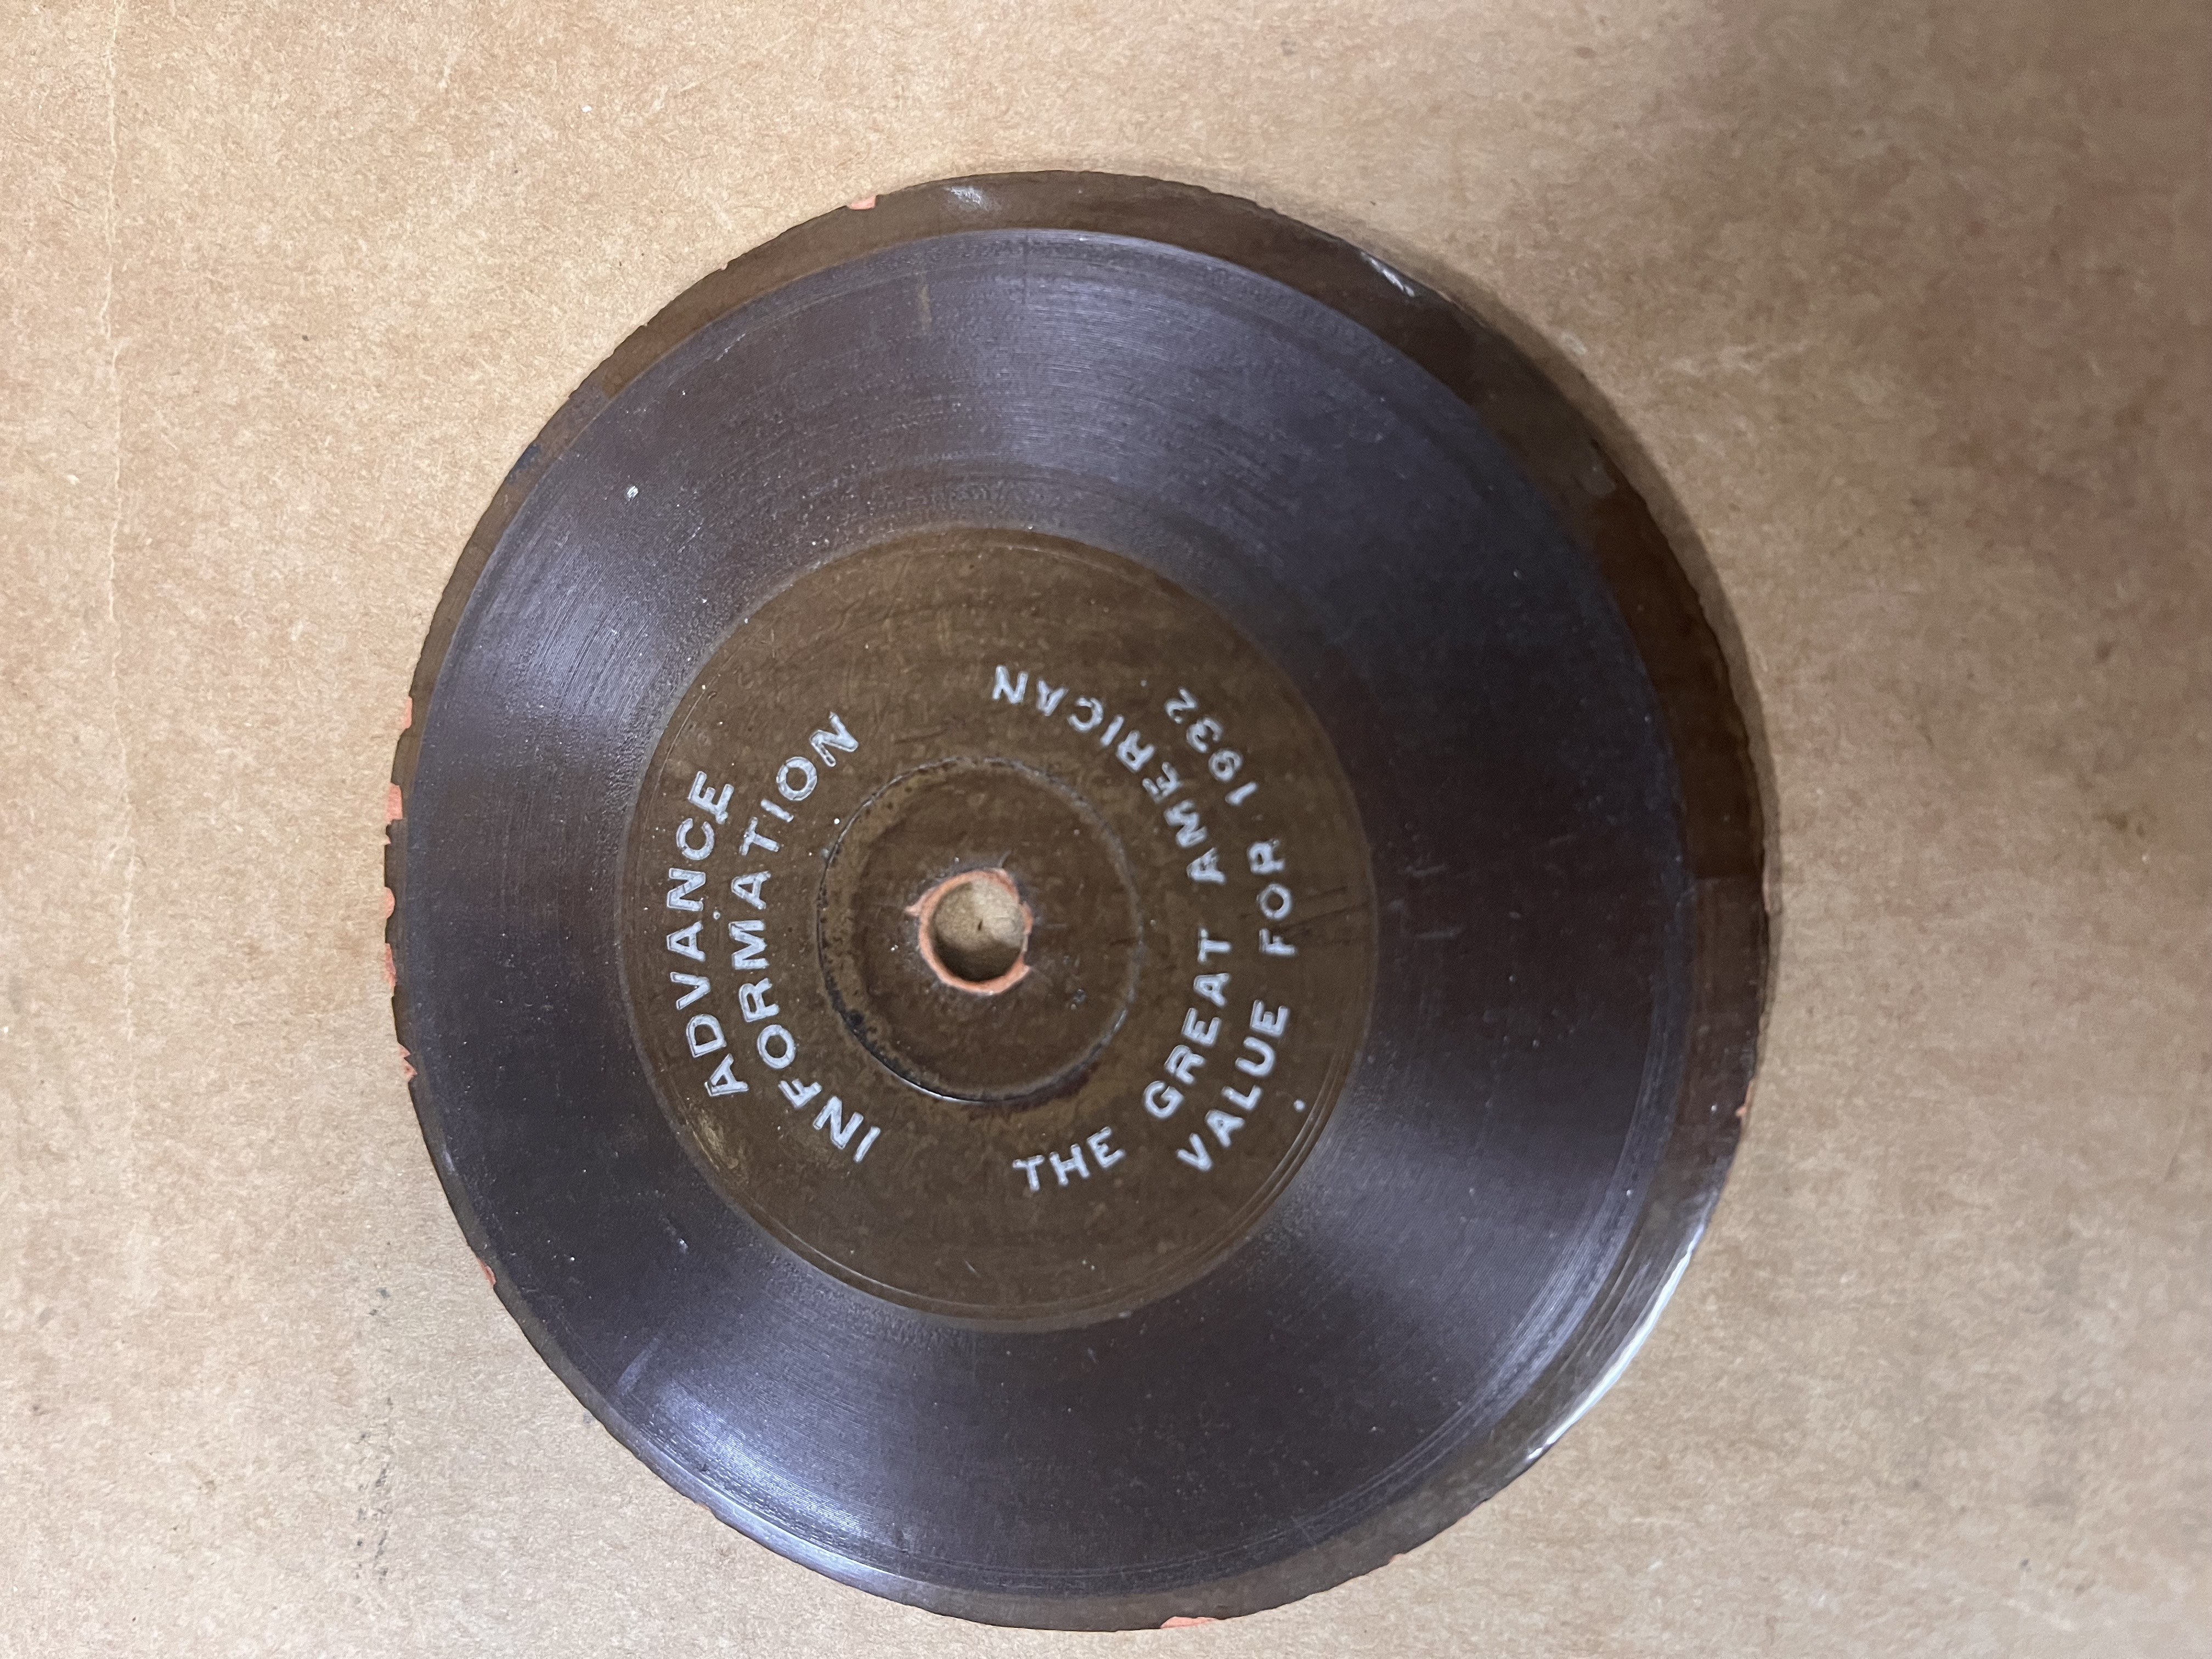 ADVANCE
INFORMATION
THE GREAT AMERICAN
VALUE FOR 1932